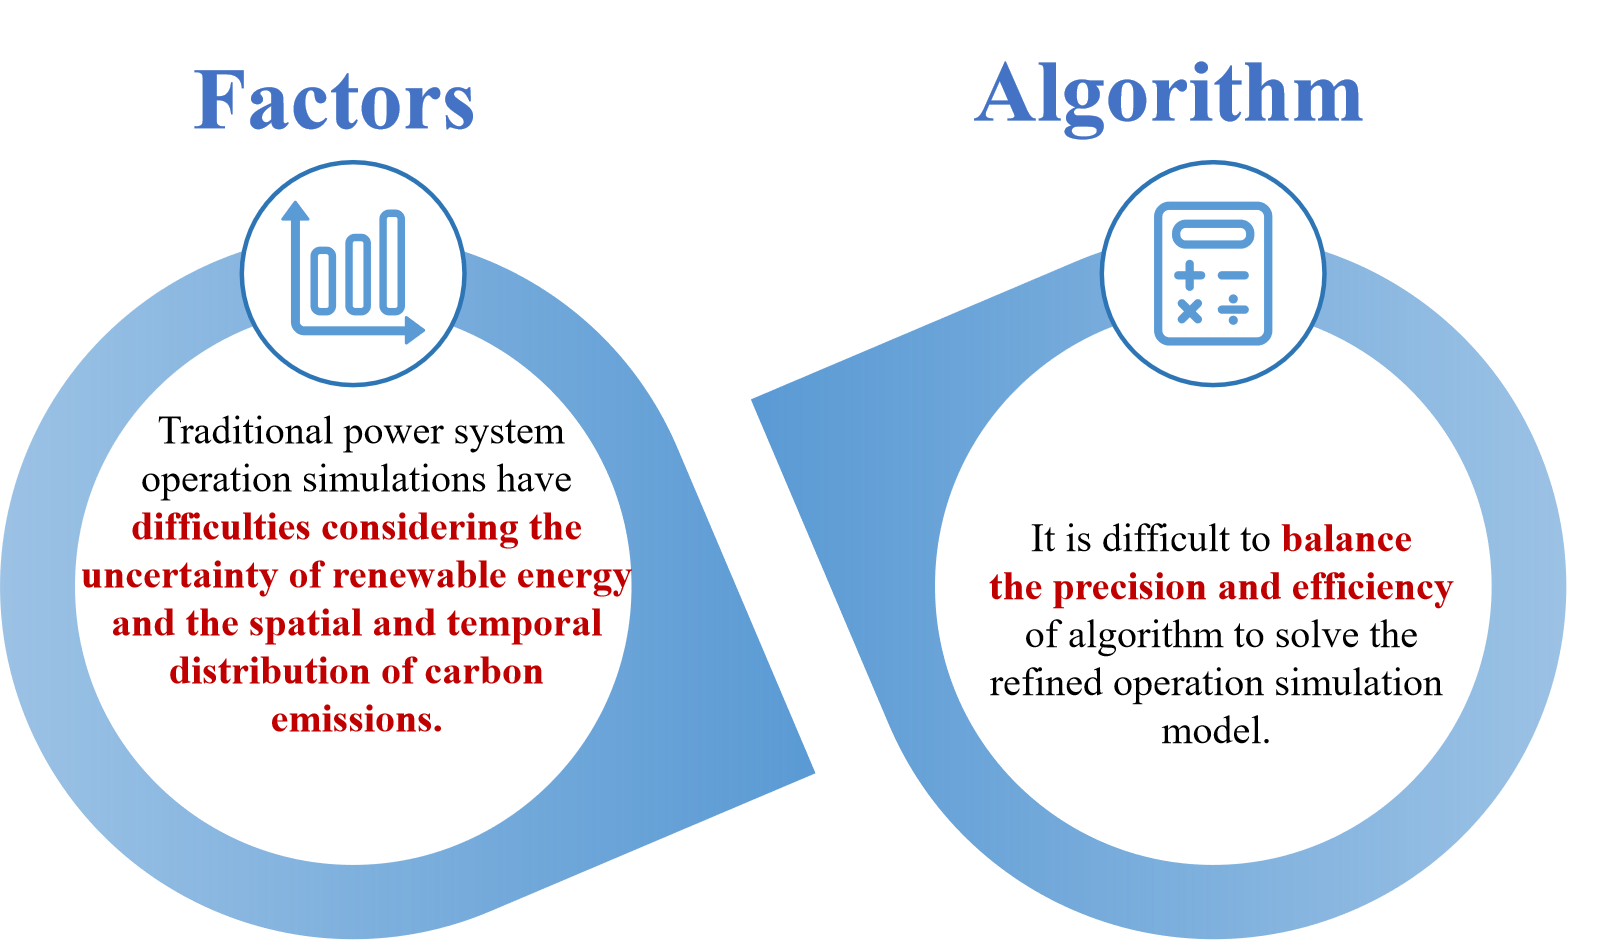 Factors
Traditional power system
operation simulations have
difficulties considering the
uncertainty of renewable energy
and the spatial and temporal
distribution of carbon
emissions.
Algorithm
It is difficult to balance
the precision and efficiency
of algorithm to solve the
refined operation simulation
model.